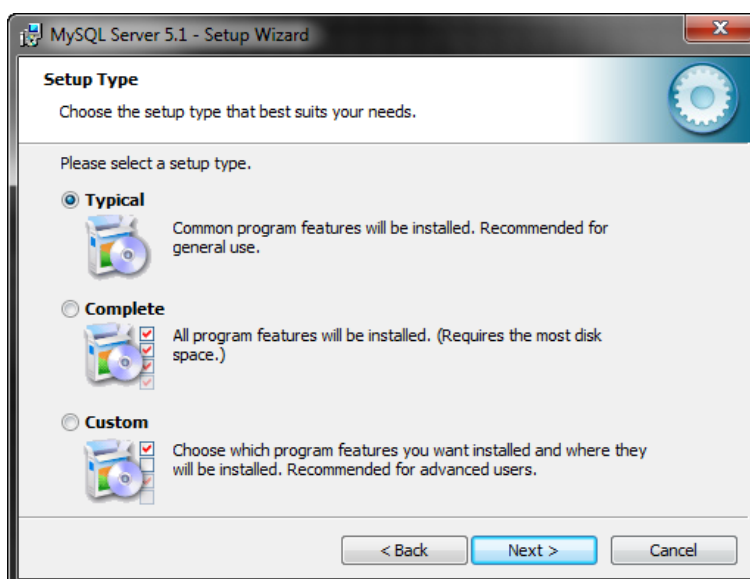 MySQL Server 5.1 - Setup Wizard
Setup Type
Choose the setup type that best suits your needs.
Please select a setup type.
Typical
Common program features will be installed. Recommended for
general use.
Complete
All program features will be installed. (Requires the most disk
space.)
Custom
Choose which program features you want installed and where they
will be installed. Recommended for advanced users.
< Back
Next >
Cancel